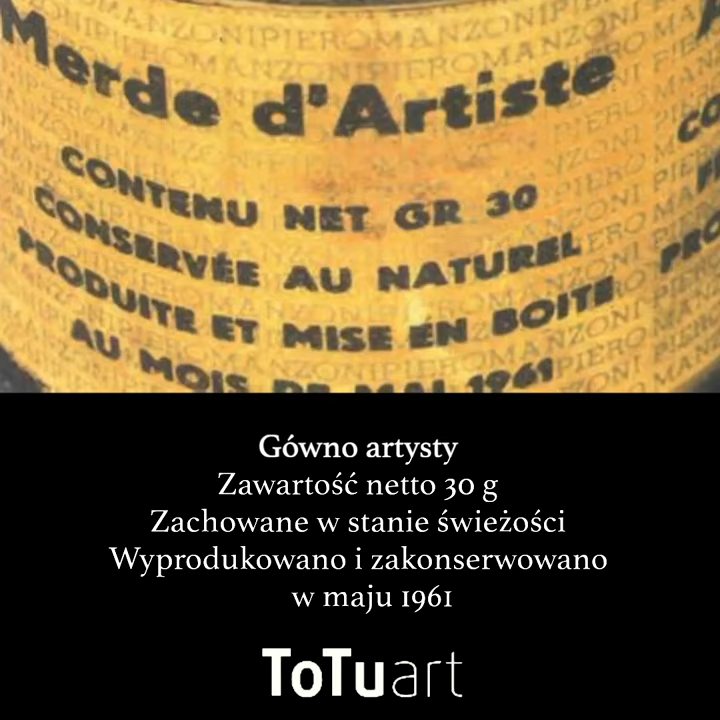 Merde d'Artiste
CONTENU NET GR 30
CONSERVÉE AU NATUREL
PRODUITE ET MISE EN BOITE
AU MOIS DE MAI 1961
Gówno artysty
Zawartość netto 30 g
Zachowane w stanie świeżości
Wyprodukowano i zakonserwowano
w maju 1961
ToTuart